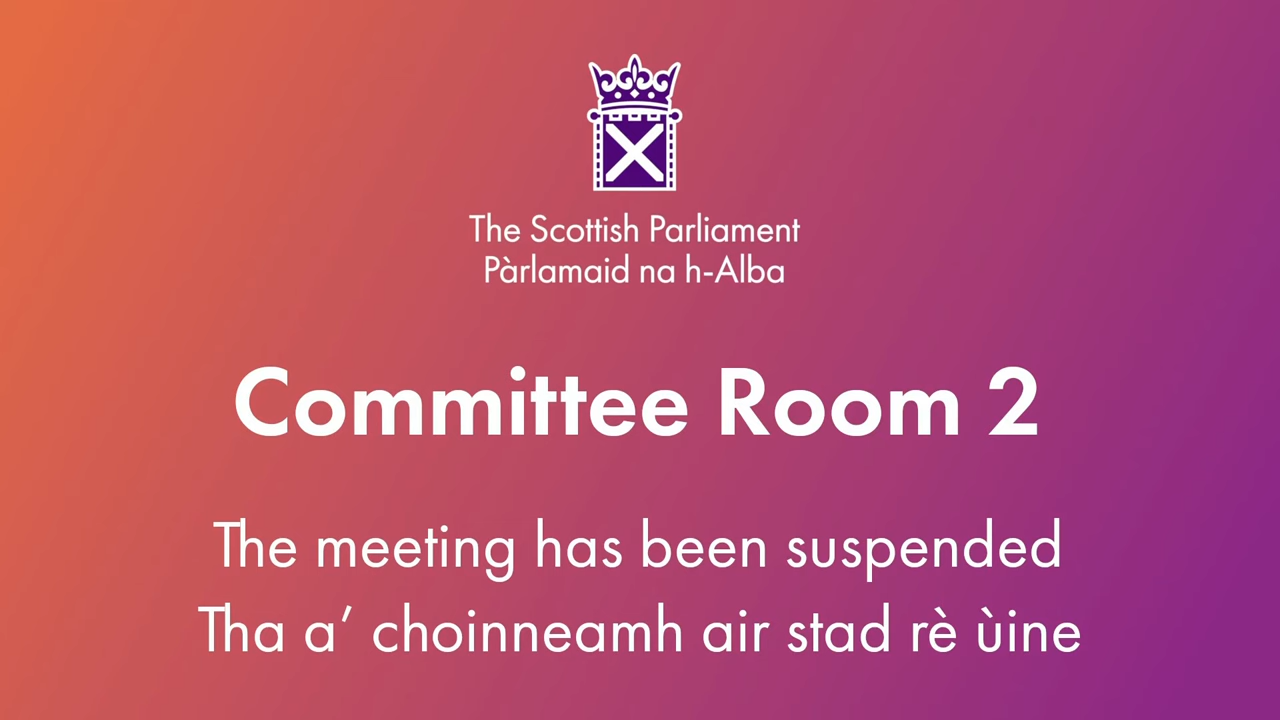 The Scottish Parliament
Pàrlamaid na h-Alba
Committee Room 2
The meeting has been suspended
Tha a’ choinneamh air stad rè ùine